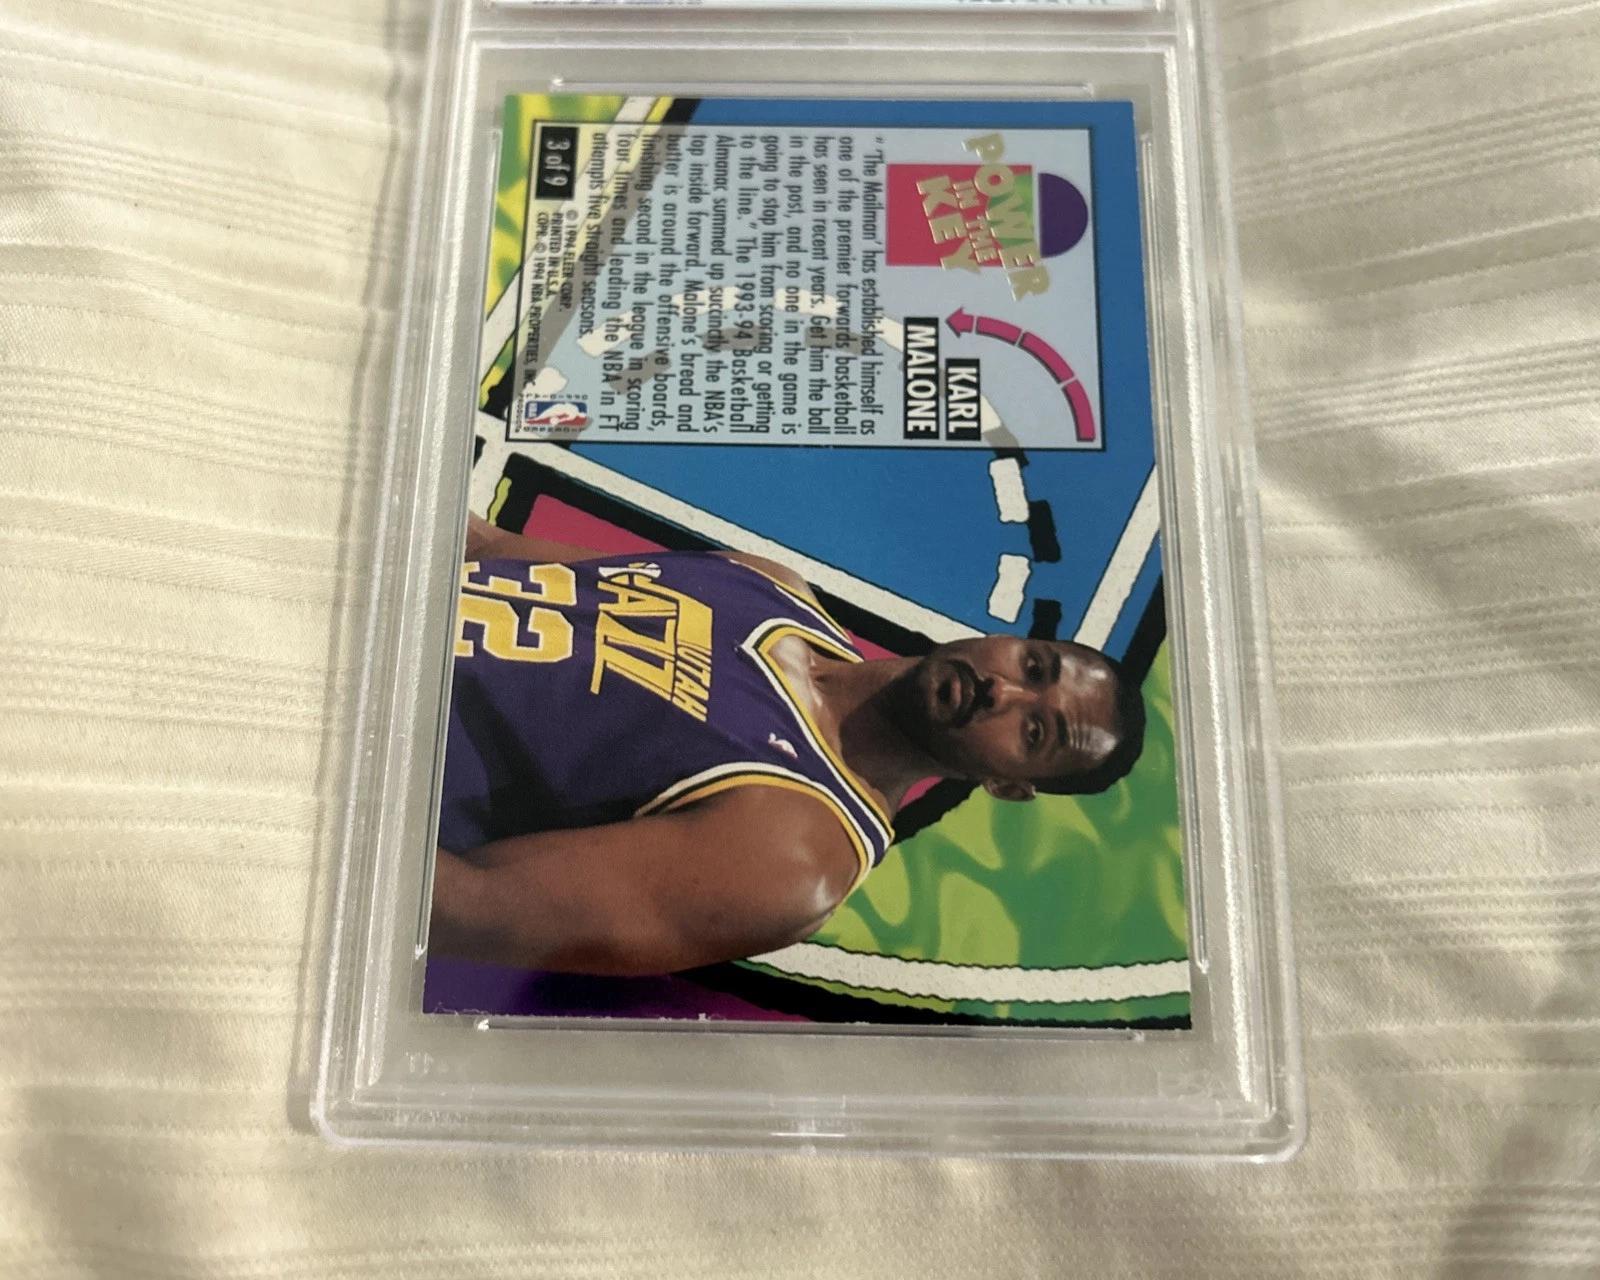 POWER
IN THE
KEY
KARL
MALONE
"'The Mailman' has established himself as
one of the premier forwards basketball
has seen in recent years. Get him the ball
in the post, and no one in the game is
going to stop him from scoring or getting
to the line." The 1993-94 Basketball
Almanac summed up succinctly the NBA's
top inside forward. Malone's bread and
butter is around the offensive boards,
finishing second in the league in scoring
four times and leading the NBA in FT
attempts five straight seasons.
3 of 9
© 1994 FLEER CORP.
PRINTED IN U.S.A.
COPR. © 1994 NBA PROPERTIES, INC.
UTAH
JAZZ
32